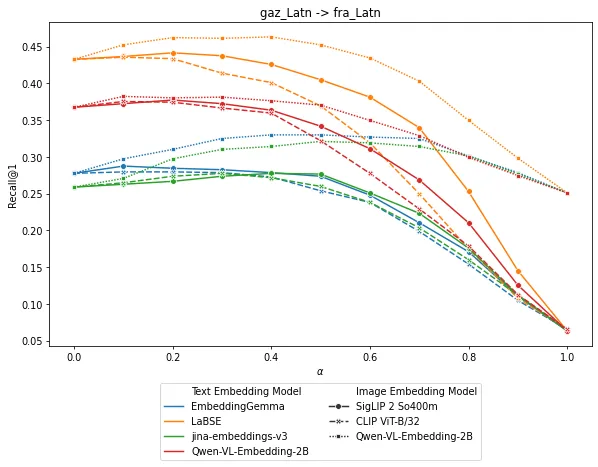 gaz_Latn -> fra_Latn
Recall@1
0.45
0.40
0.35
0.30
0.25
0.20
0.15
0.10
0.05
0.0 0.2 0.4 0.6 0.8 1.0
α
Text Embedding Model
EmbeddingGemma
LaBSE
jina-embeddings-v3
Qwen-VL-Embedding-2B
Image Embedding Model
SigLIP 2 So400m
CLIP ViT-B/32
Qwen-VL-Embedding-2B